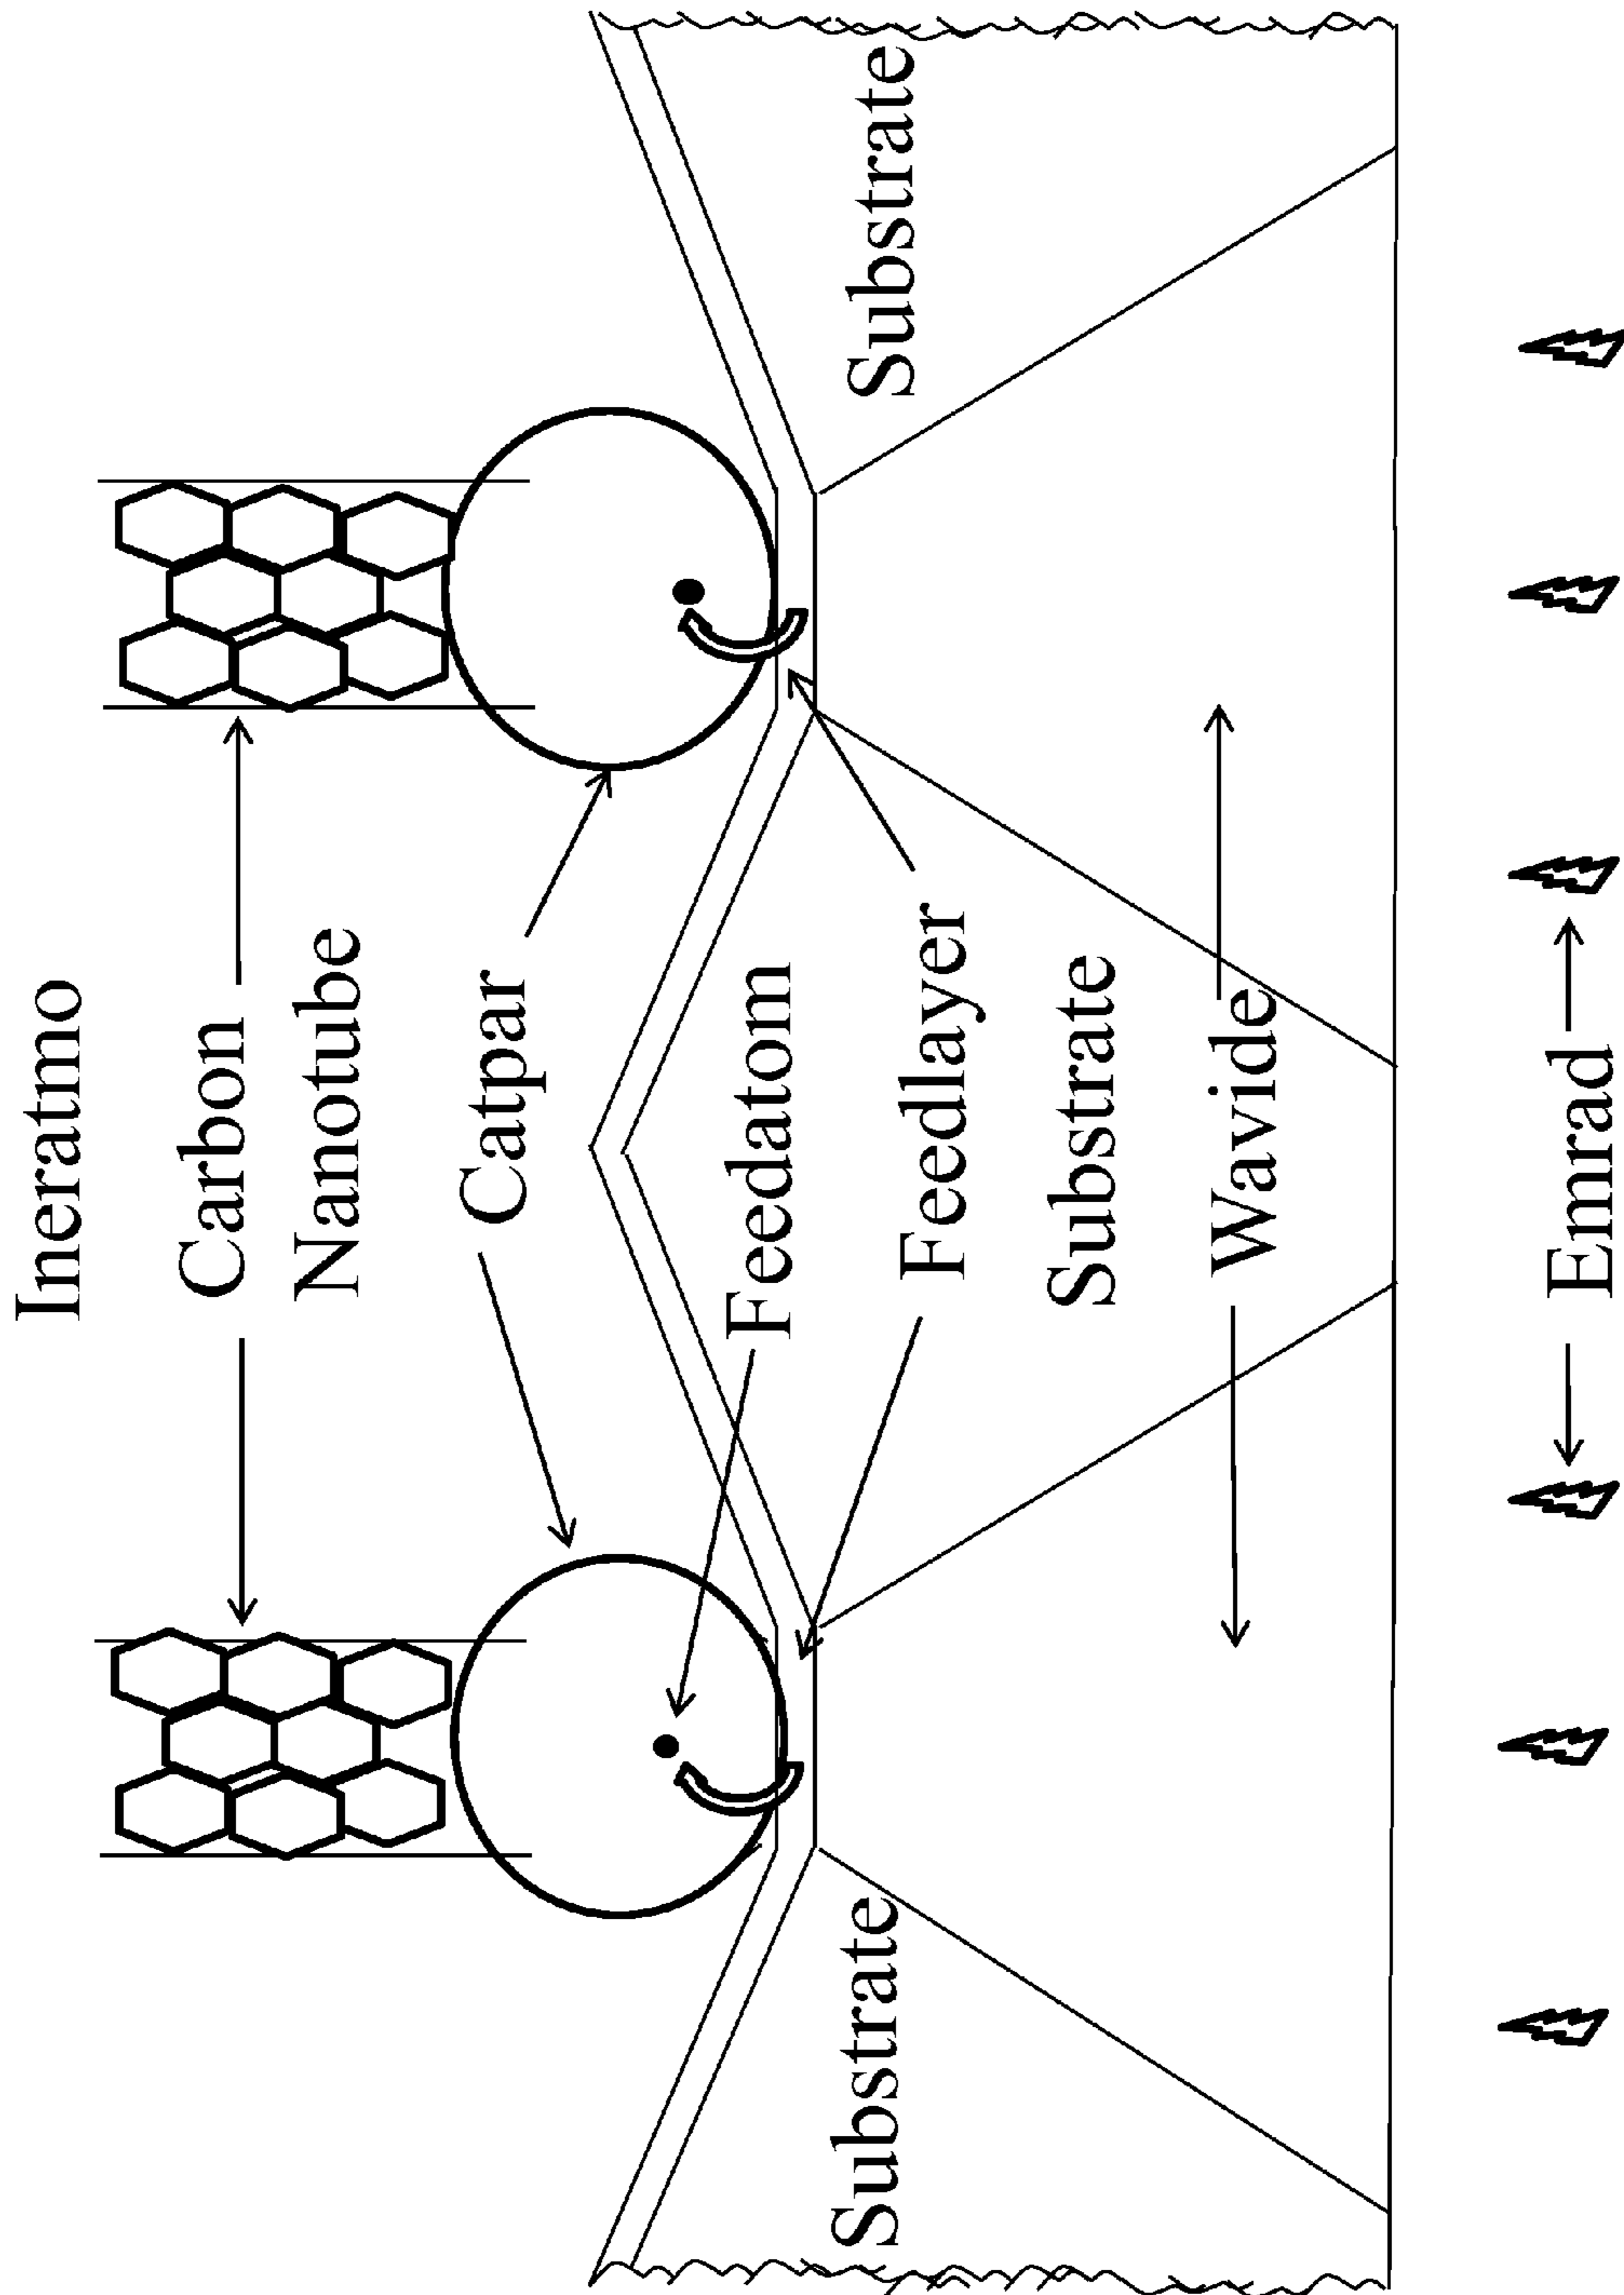 Ineratmo
Carbon
Nanotube
Catpar
Feedatom
Substrate
Feedlayer
Substrate
Substrate
Wavide
Emrad